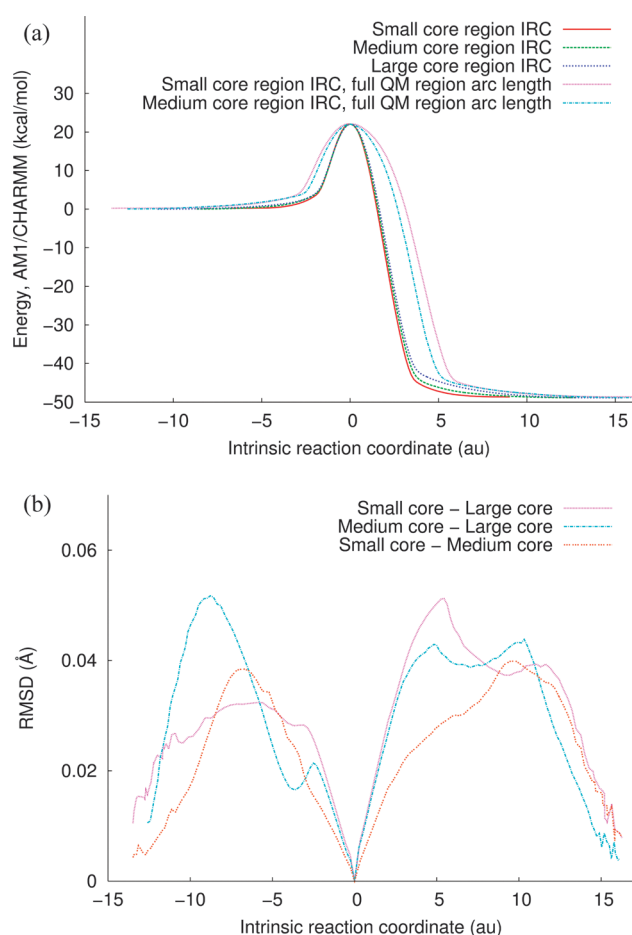 (a)
Small core region IRC
Medium core region IRC
Large core region IRC
Small core region IRC, full QM region arc length
Medium core region IRC, full QM region arc length
Energy, AM1/CHARMM (kcal/mol)
30
20
10
0
−10
−20
−30
−40
−50
−15 −10 −5 0 5 10 15
Intrinsic reaction coordinate (au)
(b)
Small core − Large core
Medium core − Large core
Small core − Medium core
RMSD (Å)
0.06
0.04
0.02
0
−15 −10 −5 0 5 10 15
Intrinsic reaction coordinate (au)